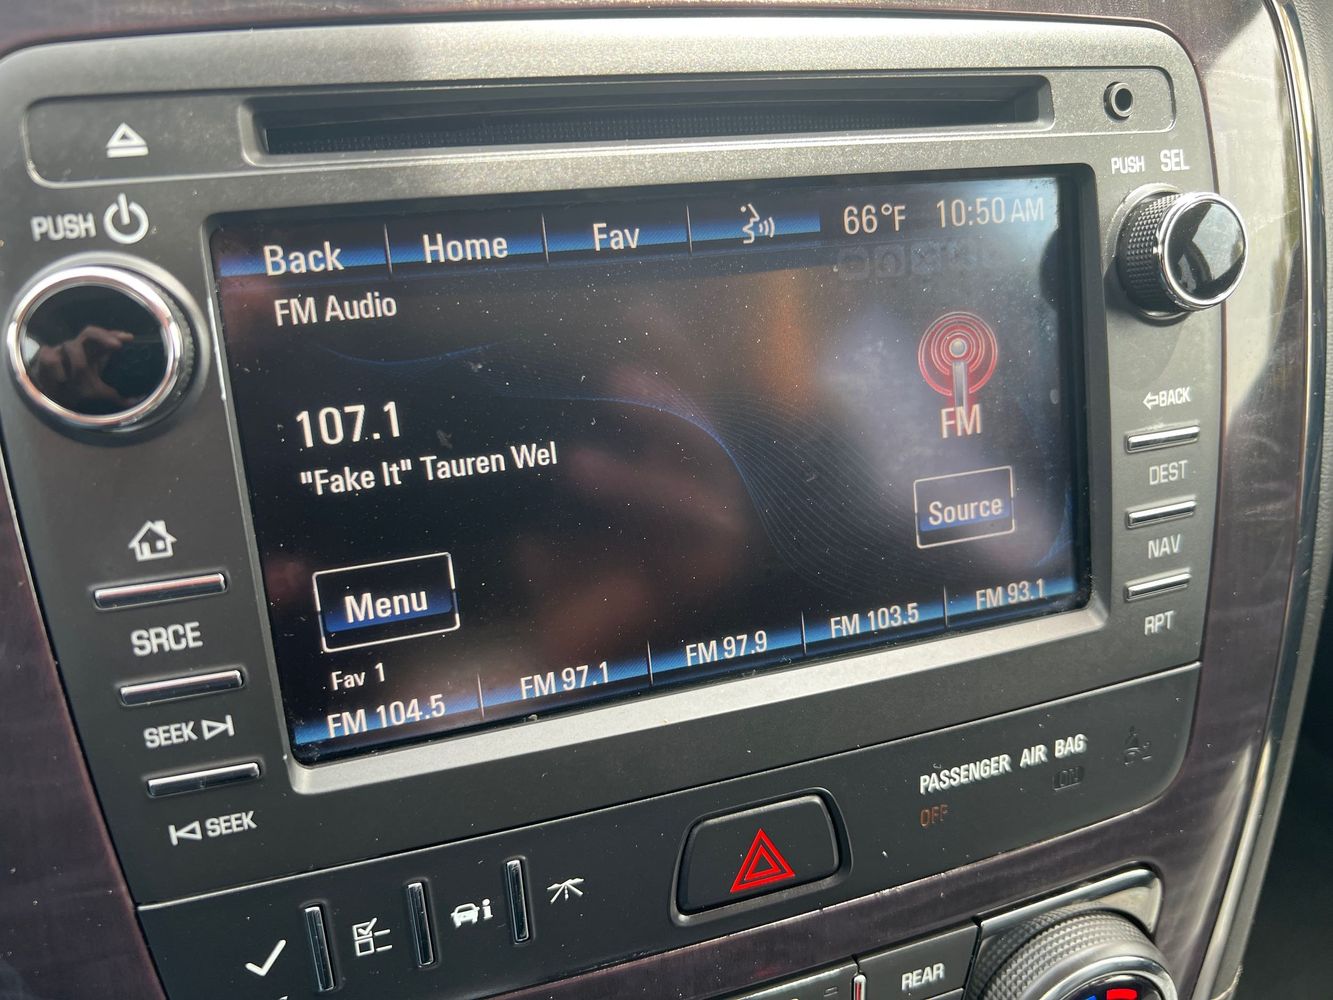 PUSH
PUSH SEL
Back Home Fav 66°F 10:50 AM
FM Audio
107.1
"Fake It" Tauren Wel
FM
Source
Menu
Fav 1
FM 104.5 FM 97.1 FM 97.9 FM 103.5 FM 93.1
SRCE
SEEK
SEEK
BACK
DEST
NAV
RPT
PASSENGER AIR BAG
OFF ON
REAR